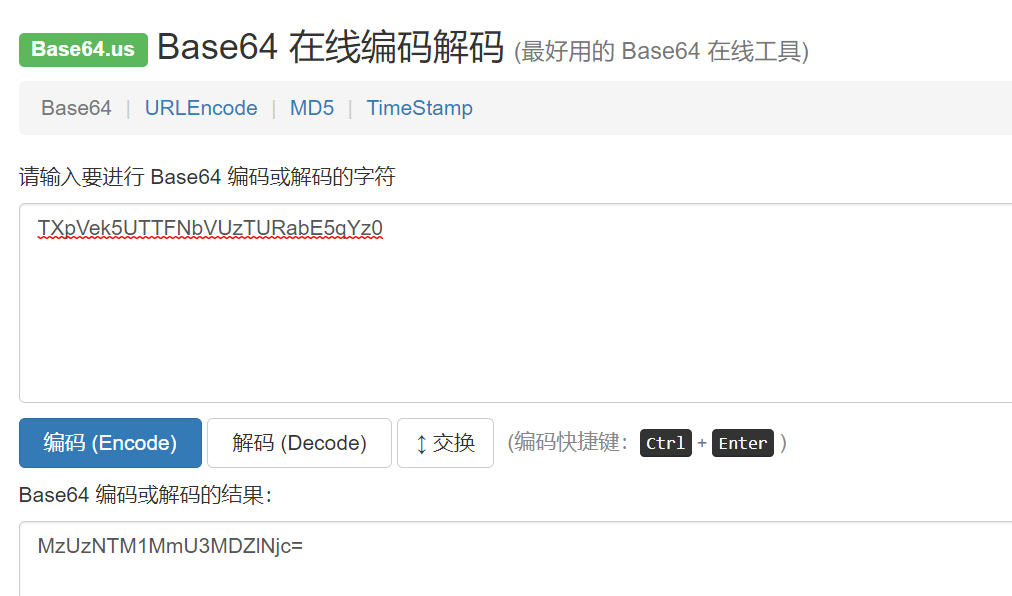 Base64.us Base64 在线编码解码 (最好用的 Base64 在线工具)
Base64 | URLEncode | MD5 | TimeStamp
请输入要进行 Base64 编码或解码的字符
TXpVek5UTTFNbVUzTURabE5qYz0
编码 (Encode) 解码 (Decode) ↕ 交换 (编码快捷键: Ctrl + Enter )
Base64 编码或解码的结果:
MzUzNTM1MmU3MDZlNjc=